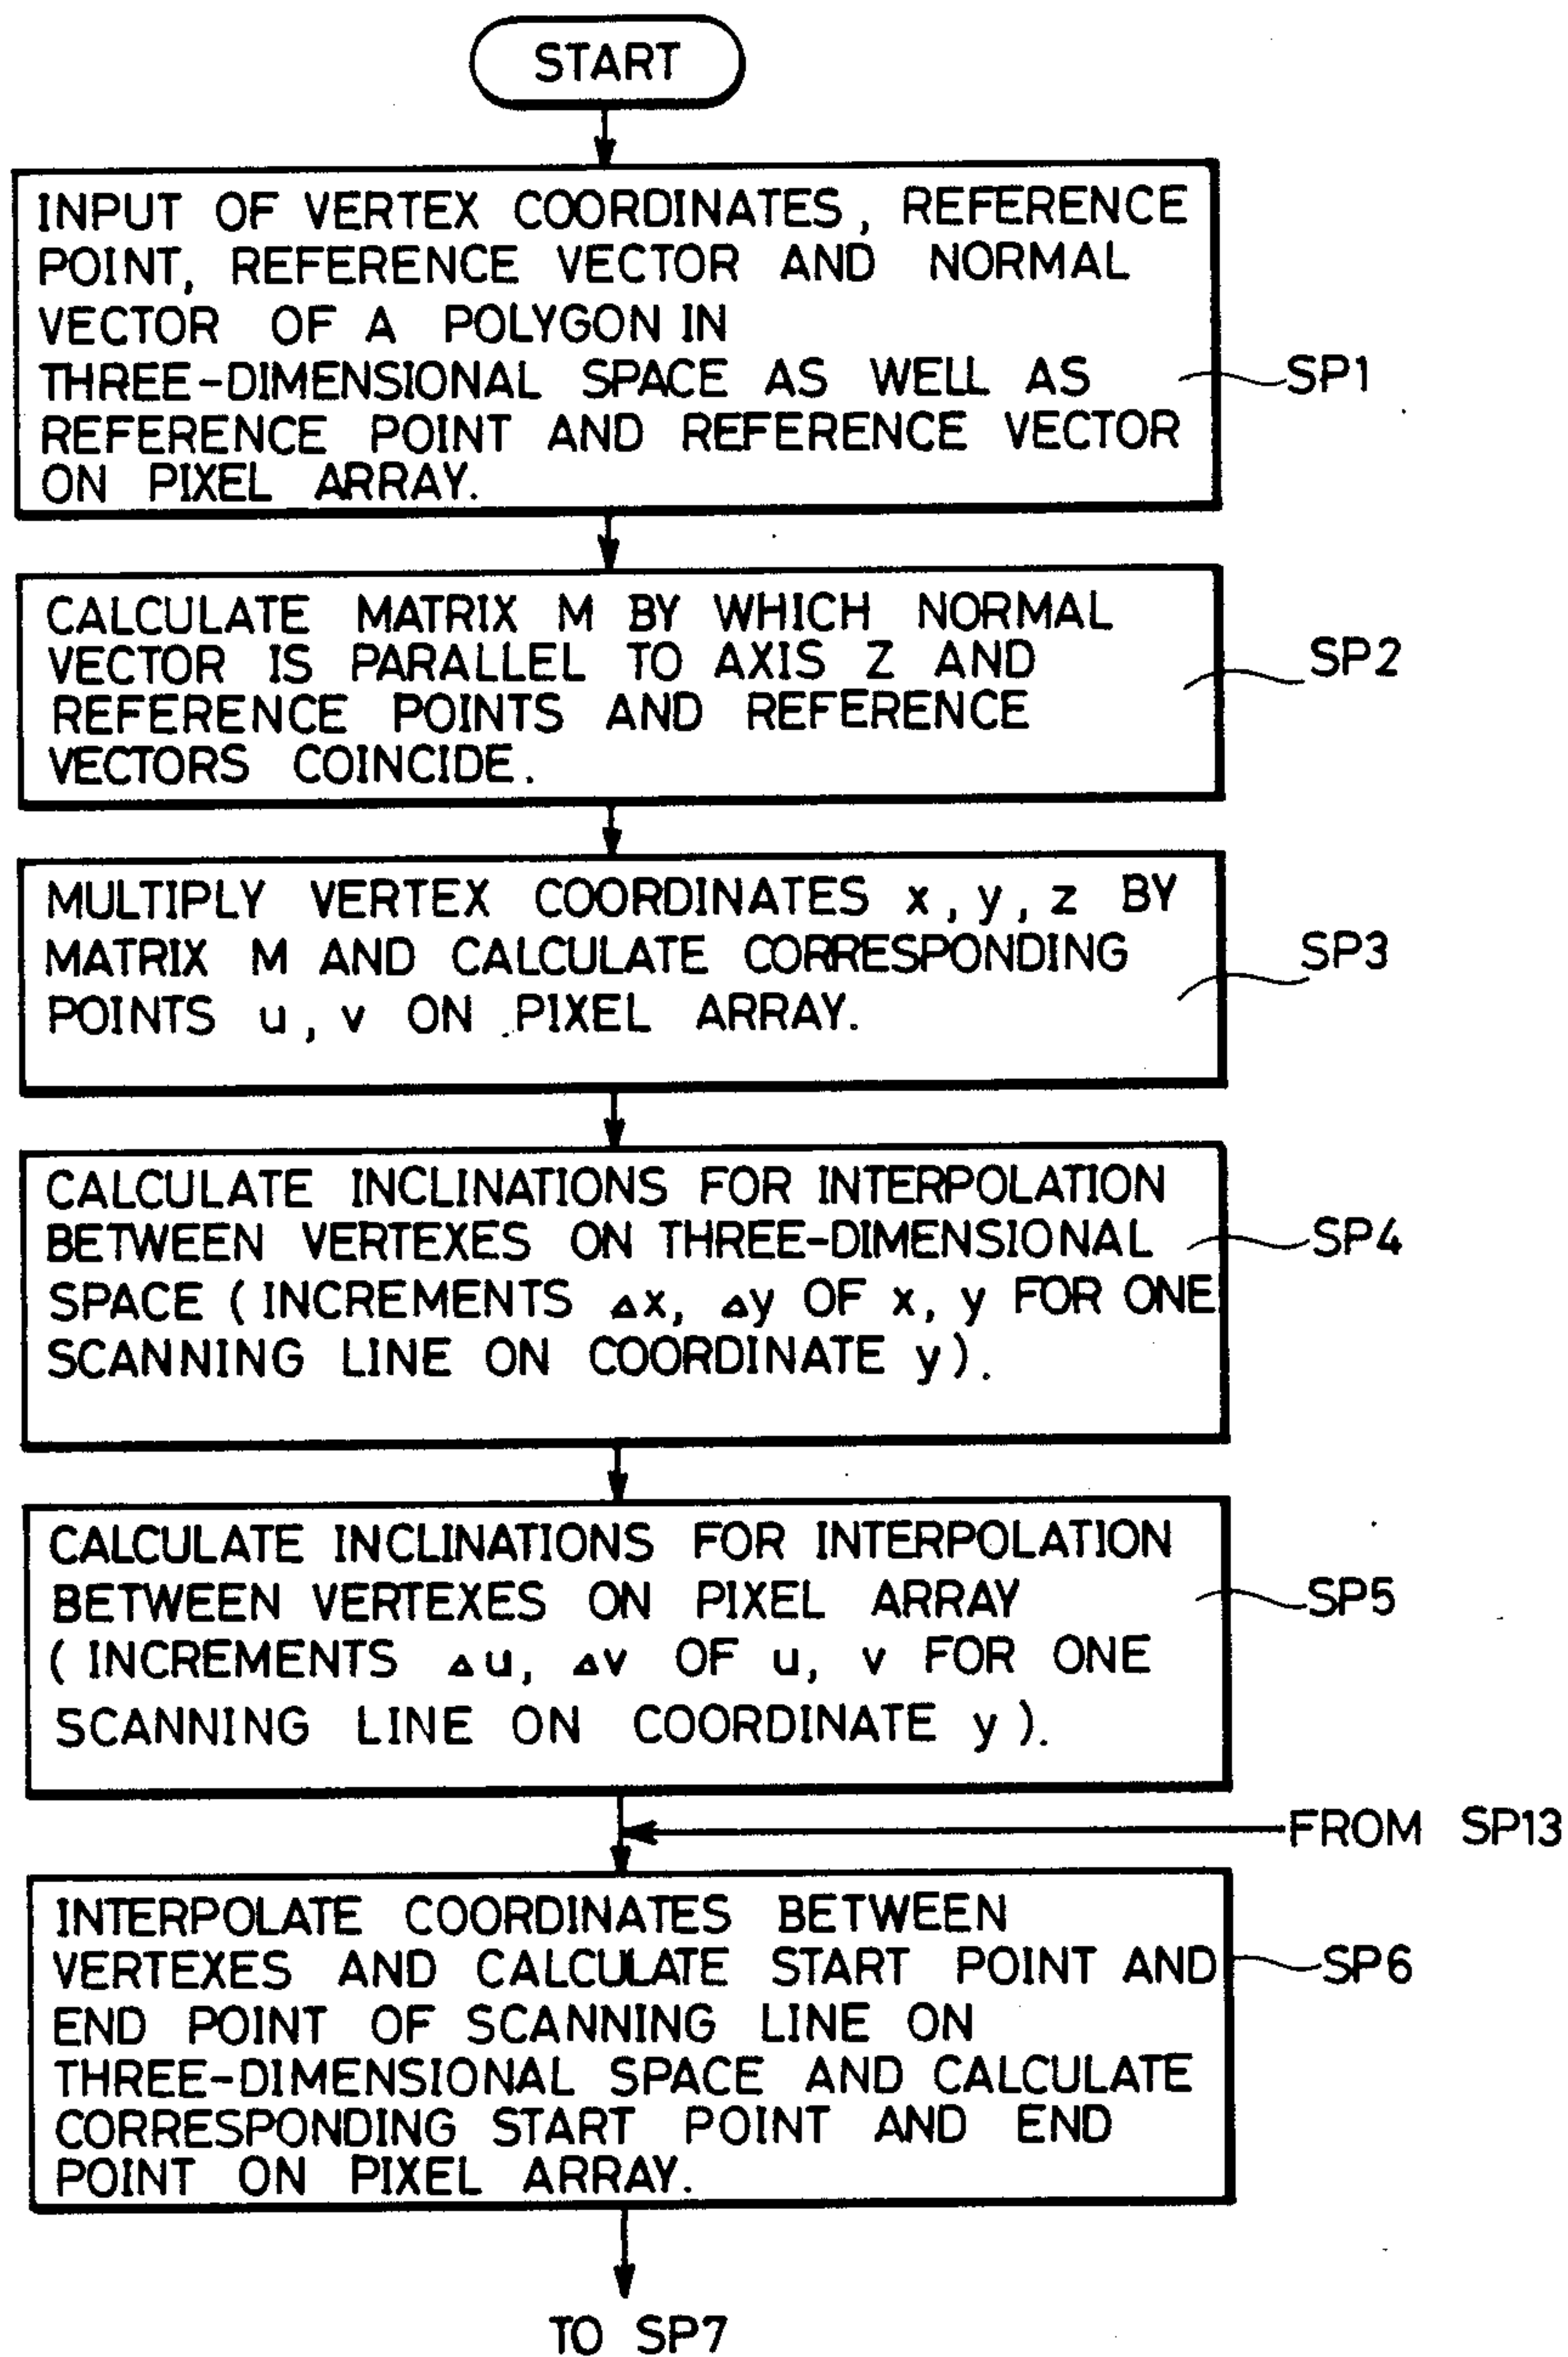 START
INPUT OF VERTEX COORDINATES, REFERENCE
POINT, REFERENCE VECTOR AND NORMAL
VECTOR OF A POLYGON IN
THREE-DIMENSIONAL SPACE AS WELL AS
REFERENCE POINT AND REFERENCE VECTOR
ON PIXEL ARRAY.
SP1
CALCULATE MATRIX M BY WHICH NORMAL
VECTOR IS PARALLEL TO AXIS Z AND
REFERENCE POINTS AND REFERENCE
VECTORS COINCIDE.
SP2
MULTIPLY VERTEX COORDINATES x, y, z BY
MATRIX M AND CALCULATE CORRESPONDING
POINTS u, v ON PIXEL ARRAY.
SP3
CALCULATE INCLINATIONS FOR INTERPOLATION
BETWEEN VERTEXES ON THREE-DIMENSIONAL
SPACE (INCREMENTS Δx, Δy OF x, y FOR ONE
SCANNING LINE ON COORDINATE y).
SP4
CALCULATE INCLINATIONS FOR INTERPOLATION
BETWEEN VERTEXES ON PIXEL ARRAY
(INCREMENTS Δu, Δv OF u, v FOR ONE
SCANNING LINE ON COORDINATE y).
SP5
FROM SP13
INTERPOLATE COORDINATES BETWEEN
VERTEXES AND CALCULATE START POINT AND
END POINT OF SCANNING LINE ON
THREE-DIMENSIONAL SPACE AND CALCULATE
CORRESPONDING START POINT AND END
POINT ON PIXEL ARRAY.
SP6
TO SP7